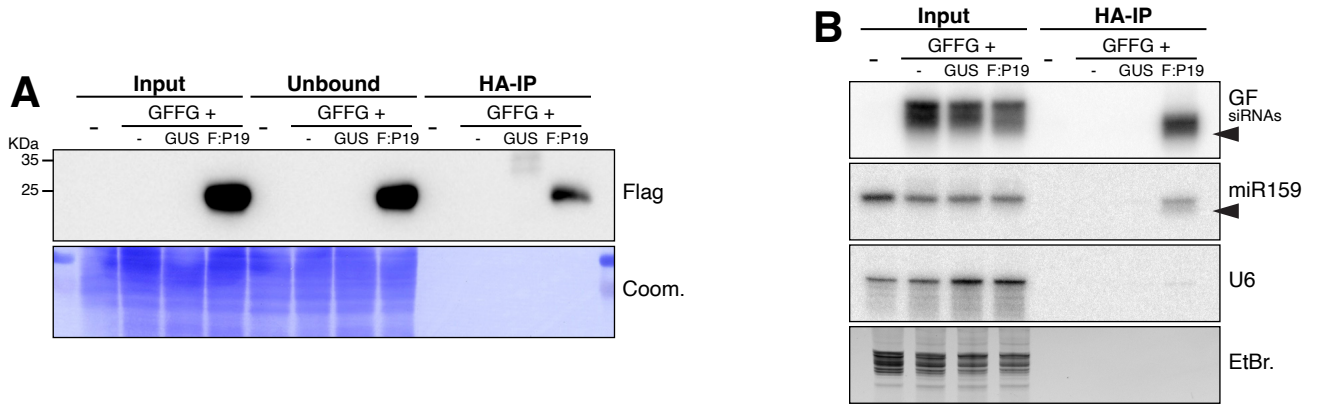 A
Input Unbound HA-IP
- GFFG + - GFFG + - GFFG +
- GUS F:P19 - GUS F:P19 - GUS F:P19
KDa
35
25
Flag
Coom.
B
Input HA-IP
- GFFG + - GFFG +
- GUS F:P19 - GUS F:P19
GF
siRNAs
miR159
U6
EtBr.